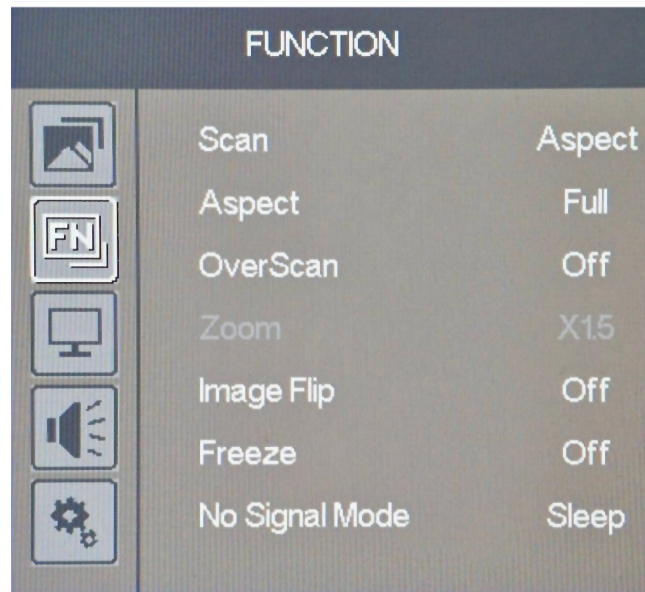 FUNCTION
Scan Aspect
Aspect Full
FN
OverScan Off
Zoom X1.5
Image Flip Off
Freeze Off
No Signal Mode Sleep